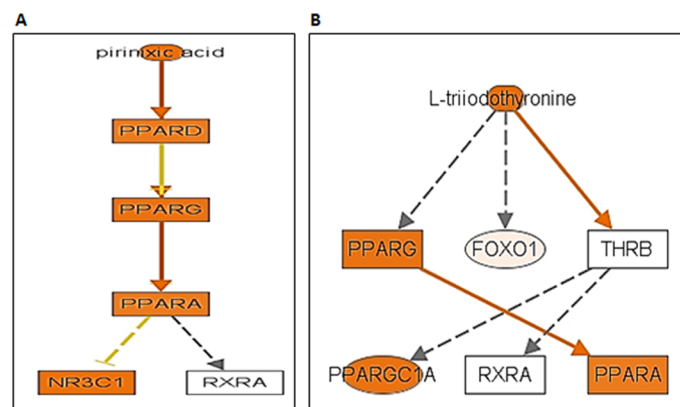 A
pirinixic acid
PPARD
PPARG
PPARA
NR3C1
RXRA
B
L-triiodothyronine
PPARG
FOXO1
THRB
PPARGC1A
RXRA
PPARA